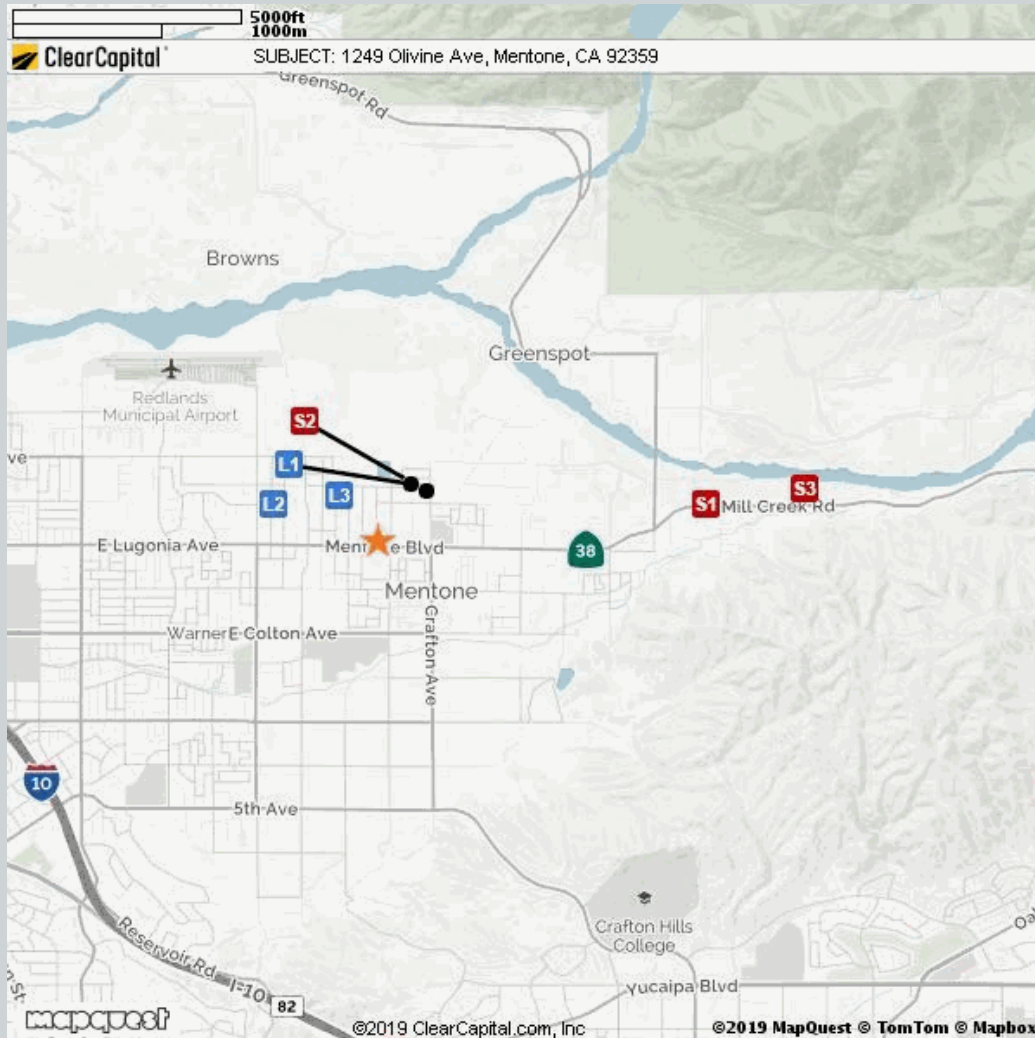 5000ft
1000m
ClearCapital
SUBJECT: 1249 Olivine Ave, Mentone, CA 92359
Greenspot Rd
Browns
Greenspot
Redlands
Municipal Airport
S2
ve
L1
L2
L3
S1
S3
Mill Creek Rd
E Lugonia Ave
Blvd
38
Mentone
Warner
E Colton Ave
Crafton Ave
10
5th Ave
Crafton Hills
College
Reservoir Rd
I-10
82
Yucaipa Blvd
Oa
n St
mapquest
©2019 ClearCapital.com, Inc
©2019 MapQuest © TomTom © Mapbox